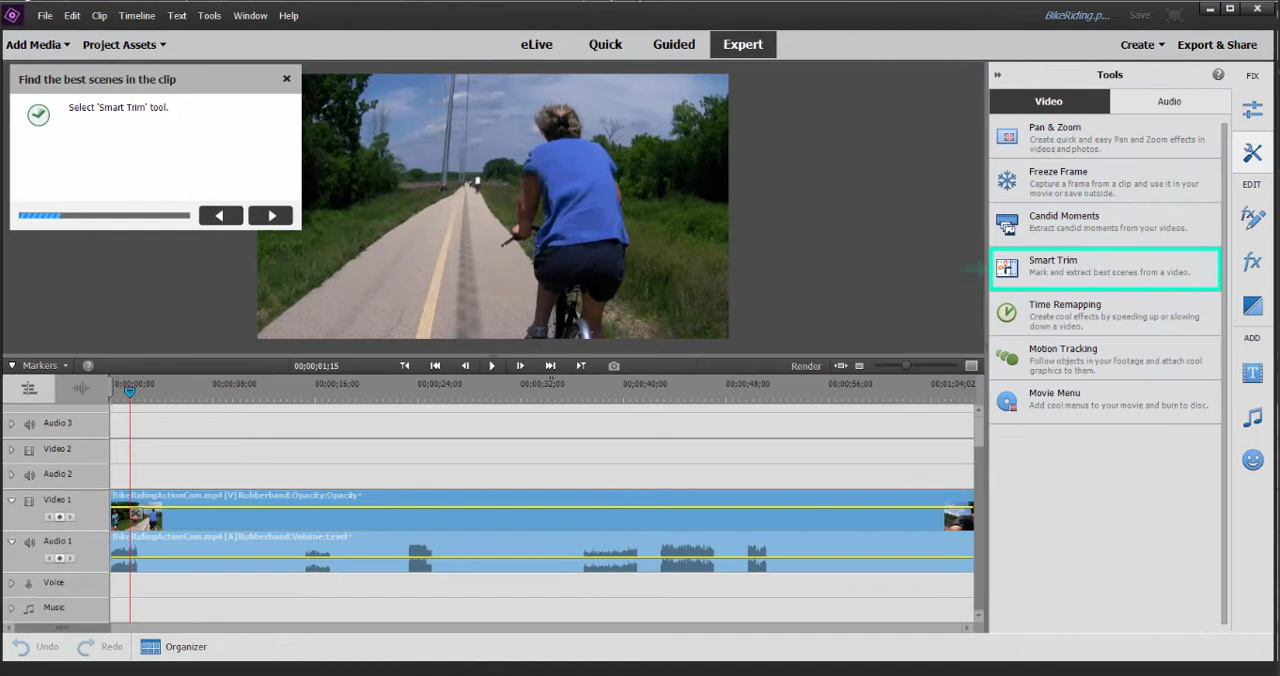 File Edit Clip Timeline Text Tools Window Help
BikeRiding.p... Save
Add Media Project Assets
eLive Quick Guided Expert
Create Export & Share
Find the best scenes in the clip
Select 'Smart Trim' tool.
Tools
Video Audio
Pan & Zoom
Create quick and easy Pan and Zoom effects in
videos and photos.
Freeze Frame
Capture a frame from a clip and use it in your
movie or save outside.
Candid Moments
Extract candid moments from your videos.
Smart Trim
Mark and extract best scenes from a video.
Time Remapping
Create cool effects by speeding up or slowing
down a video.
Motion Tracking
Follow objects in your footage and attach cool
graphics to them.
Movie Menu
Add cool menus to your movie and burn to disc.
FIX
EDIT
ADD
Markers
00;00;01;15
Render
00;00;00;00 00;00;08;00 00;00;16;00 00;00;24;00 00;00;32;00 00;00;40;00 00;00;48;00 00;00;56;00 00;01;04;02
Audio 3
Video 2
Audio 2
Video 1
BikeRidingActionCam.mp4 [V] Rubberband:Opacity:Opacity
Audio 1
BikeRidingActionCam.mp4 [A] Rubberband:Volume:Level
Voice
Music
Undo Redo Organizer